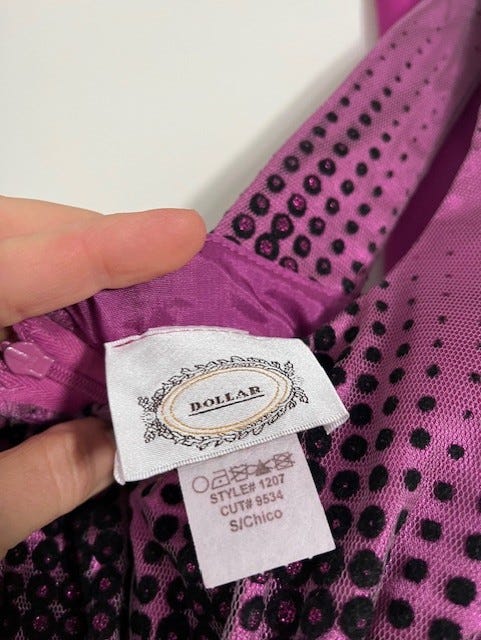 DOLLAR
STYLE# 1207
CUT# 9534
S/Chico